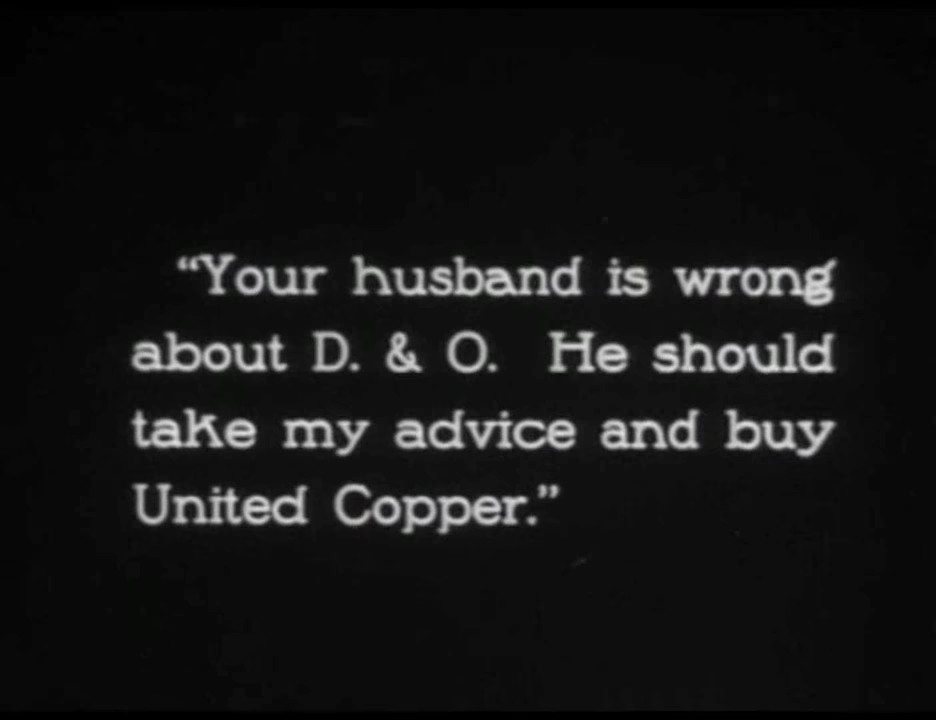 “Your husband is wrong
about D. & O. He should
take my advice and buy
United Copper.”